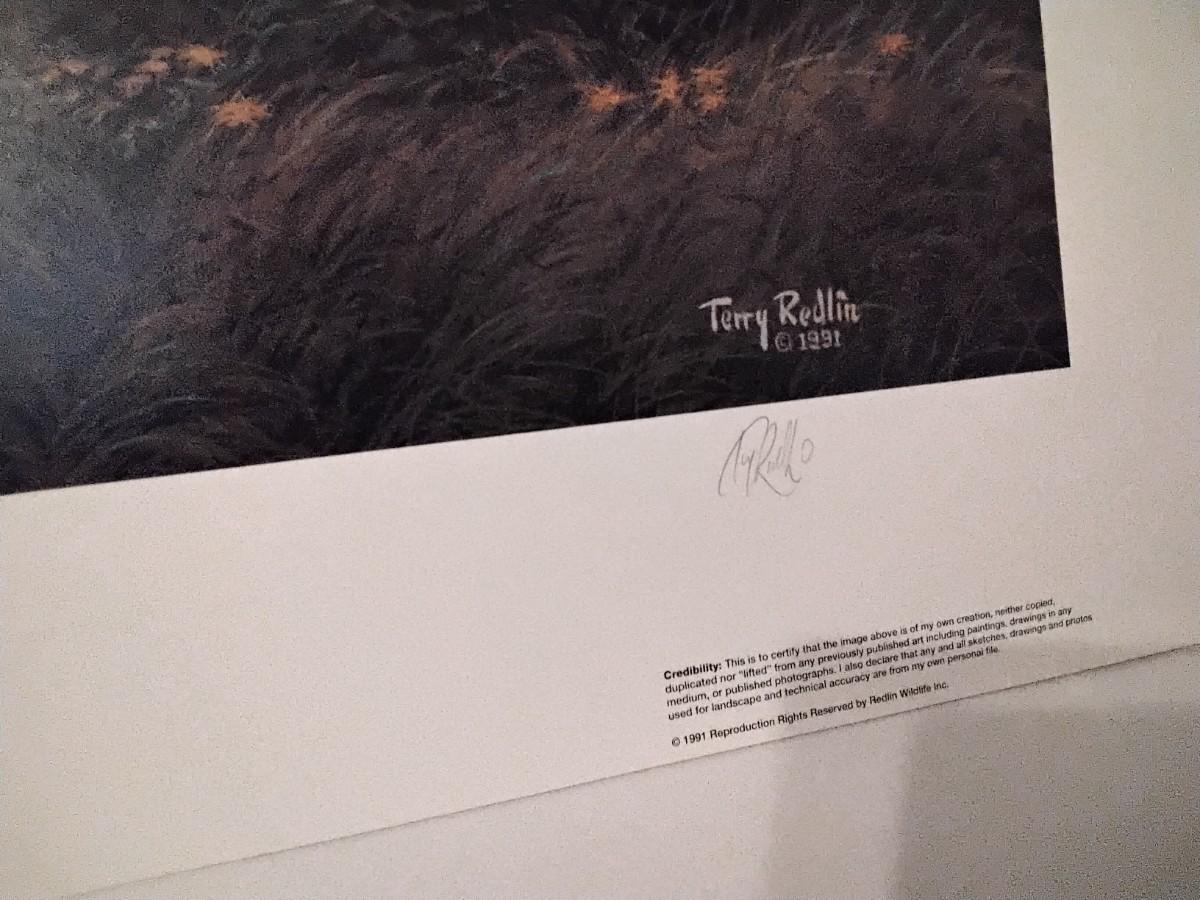 Terry Redlin
© 1991
Terry Redlin
Credibility: This is to certify that the image above is of my own creation, neither copied,
duplicated nor "lifted" from any previously published art including paintings, drawings in any
medium, or published photographs. I also declare that any and all sketches, drawings and photos
used for landscape and technical accuracy are from my own personal file.
© 1991 Reproduction Rights Reserved by Redlin Wildlife Inc.